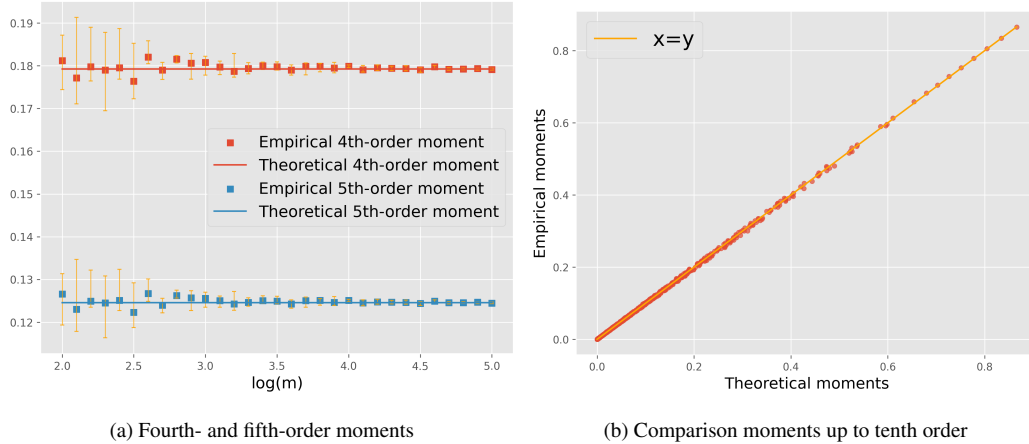 0.19
0.18
0.17
0.16
0.15
0.14
0.13
0.12
Empirical 4th-order moment
Theoretical 4th-order moment
Empirical 5th-order moment
Theoretical 5th-order moment
2.0 2.5 3.0 3.5 4.0 4.5 5.0
log(m)
(a) Fourth- and fifth-order moments
x=y
Empirical moments
0.8
0.6
0.4
0.2
0.0
0.0 0.2 0.4 0.6 0.8
Theoretical moments
(b) Comparison moments up to tenth order